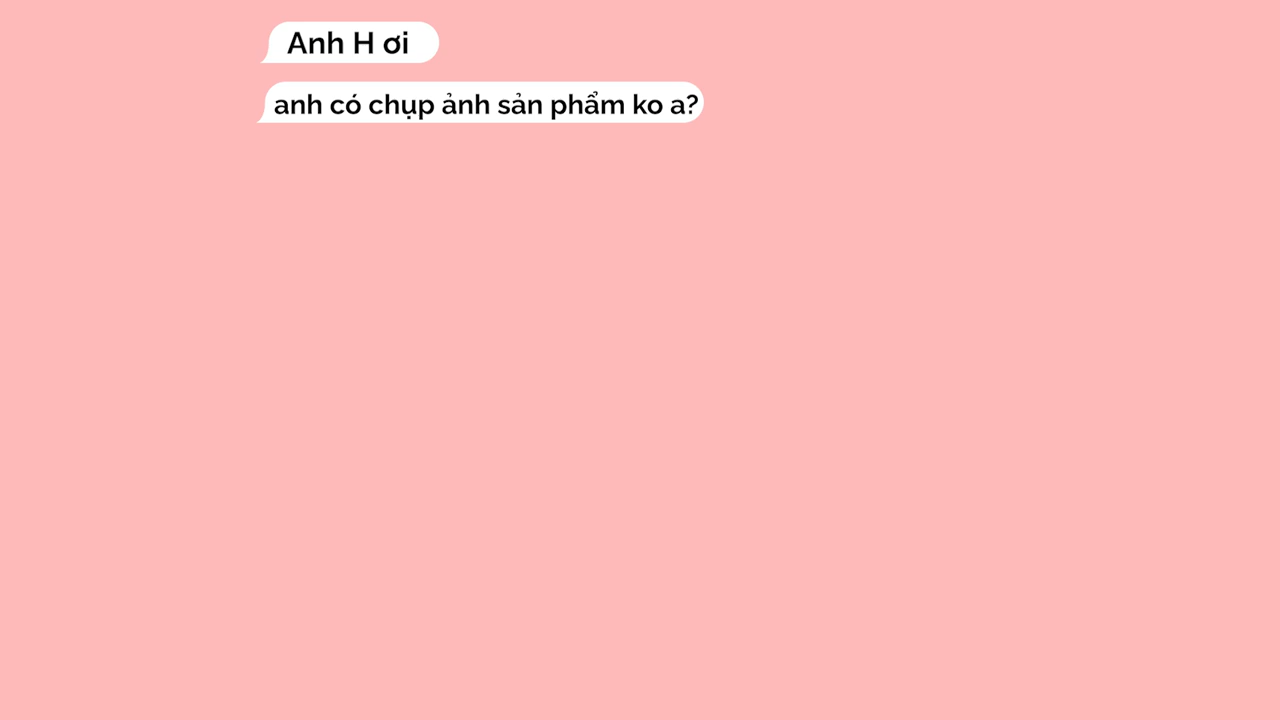 Anh H ơi
anh có chụp ảnh sản phẩm ko a?